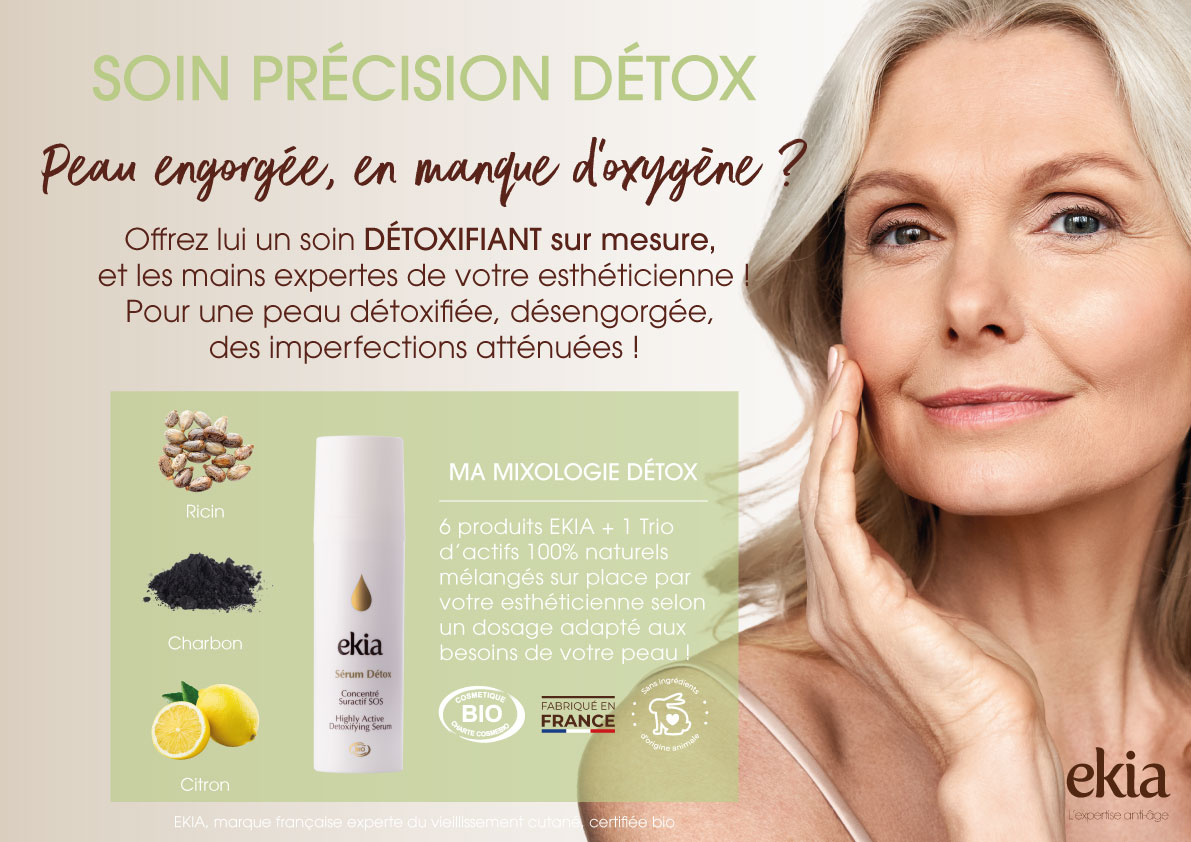 SOIN PRÉCISION DÉTOX
Peau engorgée, en manque d'oxygène ?
Offrez lui un soin DÉTOXIFIANT sur mesure,
et les mains expertes de votre esthéticienne !
Pour une peau détoxifiée, désengorgée,
des imperfections atténuées !
Ricin
Charbon
Citron
ekia
Sérum Détox
Concentré
Suractif SOS
Highly Active
Detoxifying Serum
BIO
MA MIXOLOGIE DÉTOX
6 produits EKIA + 1 Trio
d'actifs 100% naturels
mélangés sur place par
votre esthéticienne selon
un dosage adapté aux
besoins de votre peau !
COSMETIQUE
BIO
CHARTE COSMEBIO
FABRIQUÉ EN
FRANCE
Sans ingrédients
d'origine animale
ekia
L'expertise anti-âge
EKIA, marque française experte du vieillissement cutané, certifiée bio